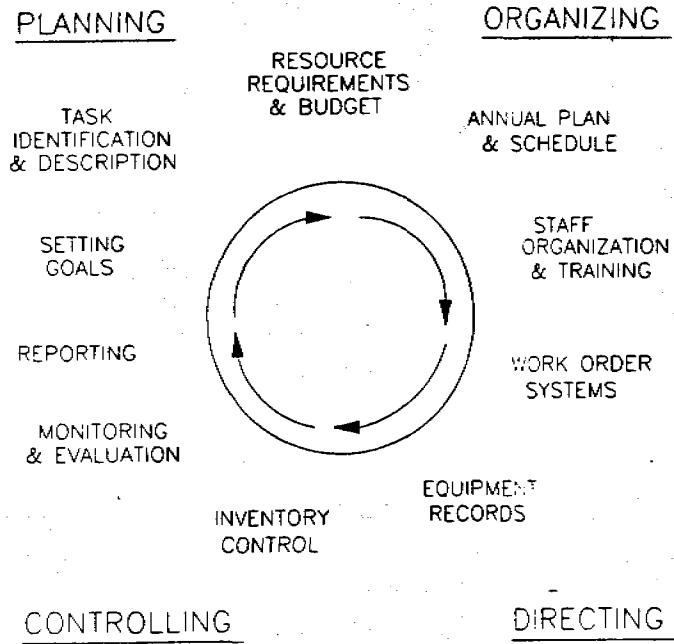 PLANNING
ORGANIZING
RESOURCE
REQUIREMENTS
& BUDGET
TASK
IDENTIFICATION
& DESCRIPTION
ANNUAL PLAN
& SCHEDULE
SETTING
GOALS
STAFF
ORGANIZATION
& TRAINING
REPORTING
WORK ORDER
SYSTEMS
MONITORING
& EVALUATION
EQUIPMENT
RECORDS
INVENTORY
CONTROL
CONTROLLING
DIRECTING